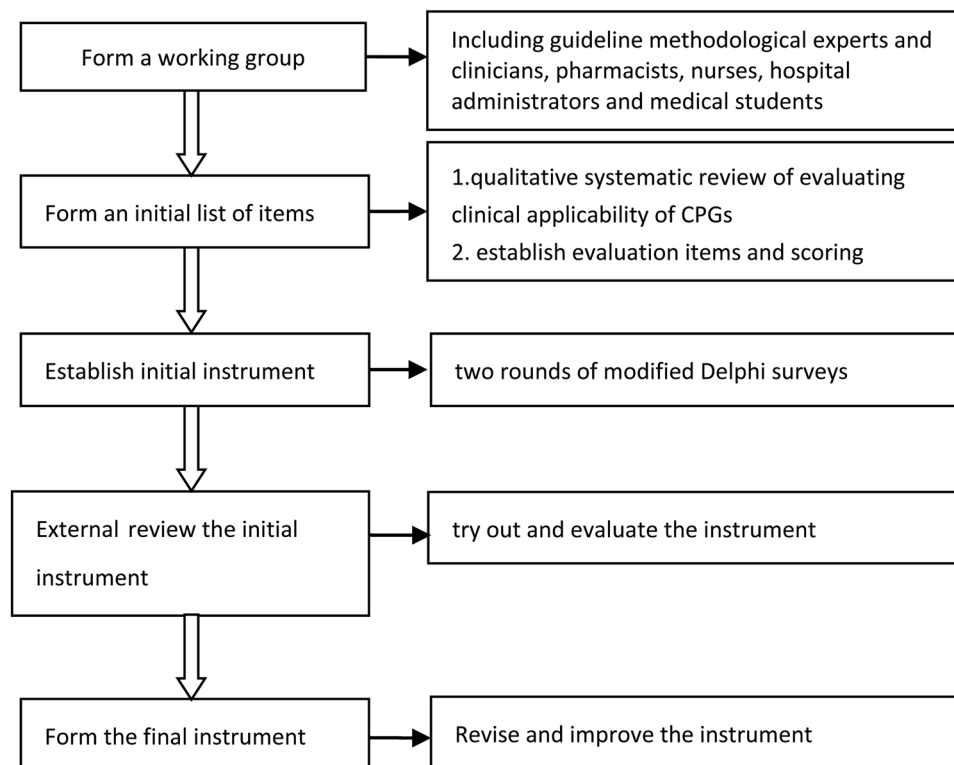 Form a working group
Including guideline methodological experts and
clinicians, pharmacists, nurses, hospital
administrators and medical students
Form an initial list of items
1.qualitative systematic review of evaluating
clinical applicability of CPGs
2. establish evaluation items and scoring
Establish initial instrument
two rounds of modified Delphi surveys
External review the initial
instrument
try out and evaluate the instrument
Form the final instrument
Revise and improve the instrument